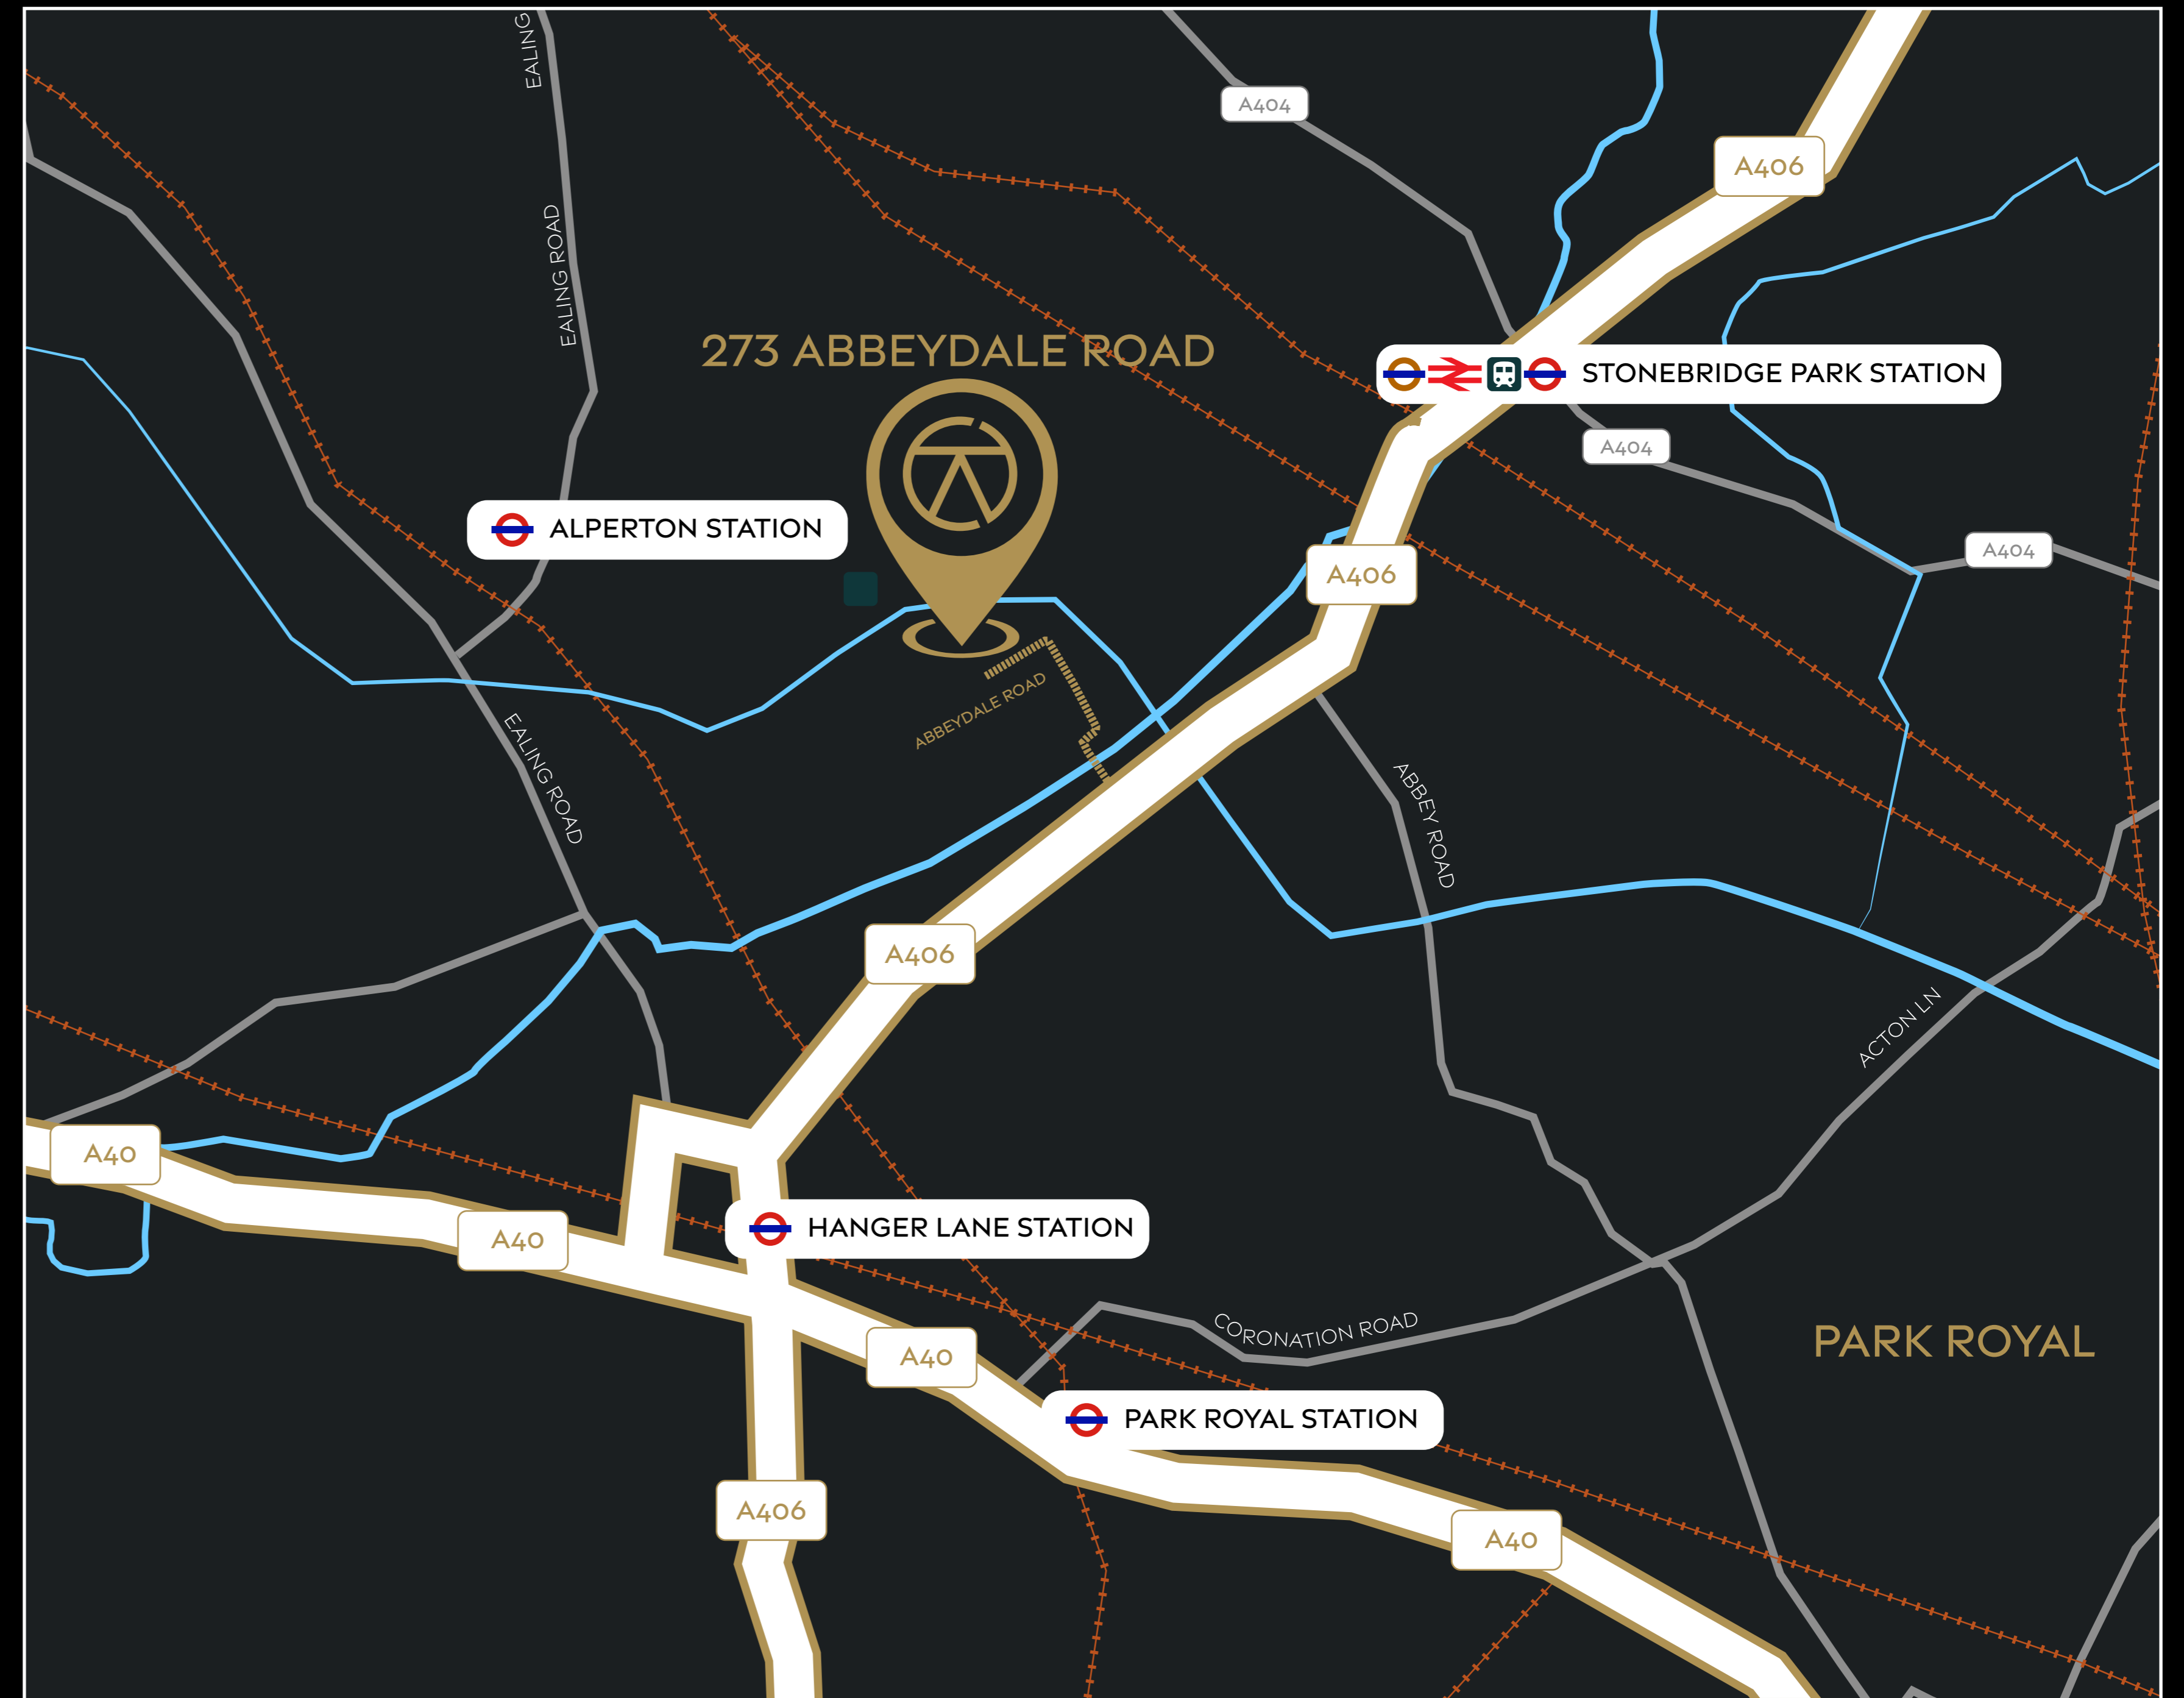 EALING
A404
A406
EALING ROAD
273 ABBEYDALE ROAD
STONEBRIDGE PARK STATION
A404
ALPERTON STATION
A404
A406
ABBEYDALE ROAD
EALING ROAD
ABBEY ROAD
A406
ACTON LN
A40
HANGER LANE STATION
A40
CORONATION ROAD
PARK ROYAL
A40
PARK ROYAL STATION
A406
A40